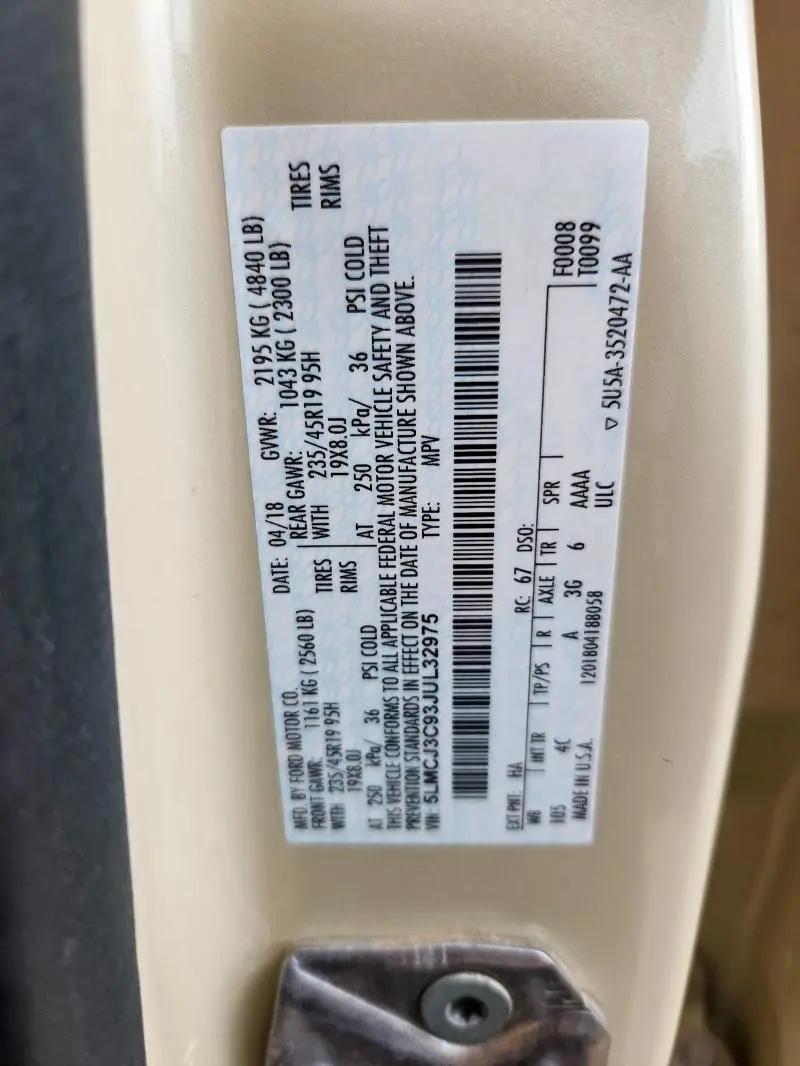 MFD. BY FORD MOTOR CO. DATE: 04/18 GVWR: 2195 KG ( 4840 LB)
FRONT GAWR: 1161 KG ( 2560 LB) REAR GAWR: 1043 KG ( 2300 LB)
WITH 235/45R19 95H TIRES WITH 235/45R19 95H TIRES
19X8.0J RIMS 19X8.0J RIMS
AT 250 kPa/ 36 PSI COLD AT 250 kPa/ 36 PSI COLD
THIS VEHICLE CONFORMS TO ALL APPLICABLE FEDERAL MOTOR VEHICLE SAFETY AND THEFT
PREVENTION STANDARDS IN EFFECT ON THE DATE OF MANUFACTURE SHOWN ABOVE.
VIN: 5LMCJ3C93JUL32975 TYPE: MPV
EXT PNT: HA RC: 67 DSO: F0008
WB INT TR TP/PS R AXLE TR SPR T0099
105 4C A 3G 6 AAAA
MADE IN U.S.A. 1201804188058 ULC
▽ 5U5A-3520472-AA